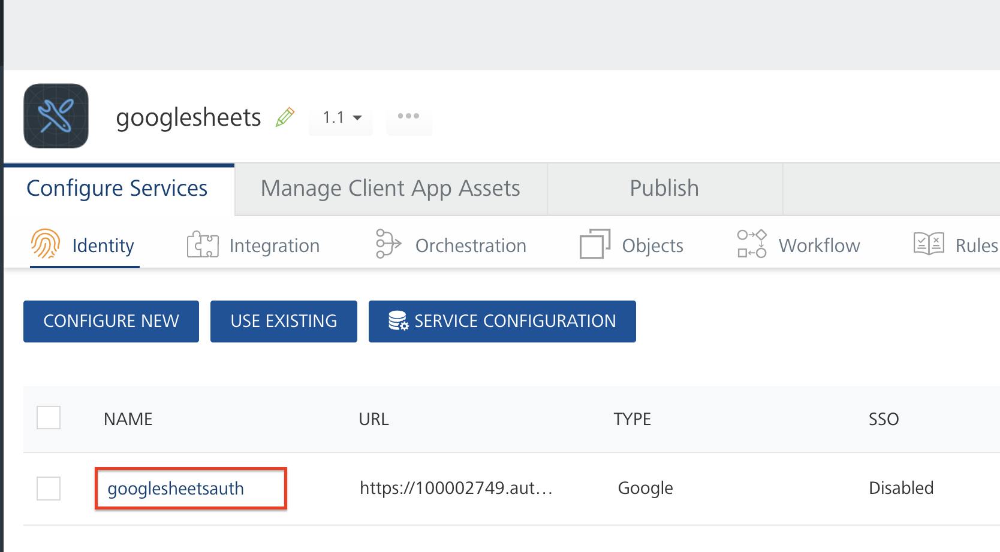 googlesheets 1.1
Configure Services Manage Client App Assets Publish
Identity Integration Orchestration Objects Workflow Rules
CONFIGURE NEW USE EXISTING SERVICE CONFIGURATION
NAME URL TYPE SSO
googlesheetsauth https://100002749.aut... Google Disabled